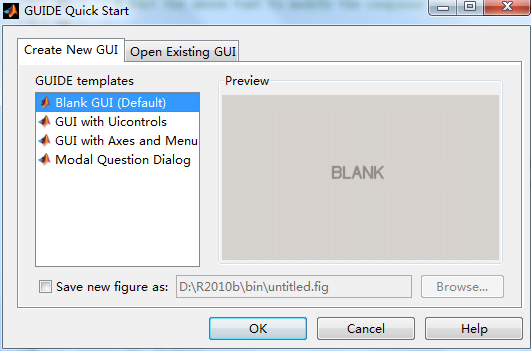 GUIDE Quick Start
Create New GUI
Open Existing GUI
GUIDE templates
Preview
Blank GUI (Default)
GUI with Uicontrols
GUI with Axes and Menu
Modal Question Dialog
BLANK
Save new figure as:
D:\R2010b\bin\untitled.fig
Browse...
OK
Cancel
Help